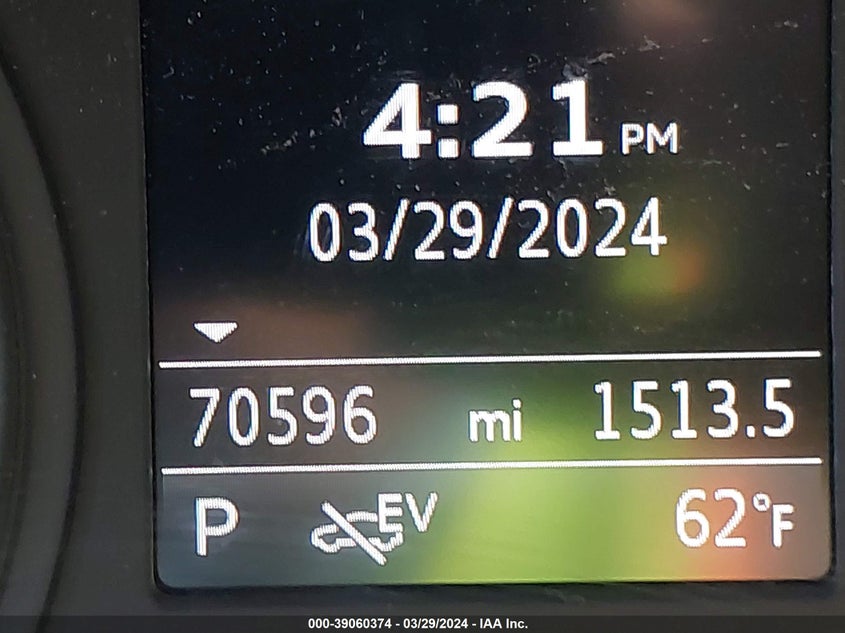 4:21 PM
03/29/2024
70596 mi 1513.5
P EV 62°F
000-39060374 - 03/29/2024 - IAA Inc.